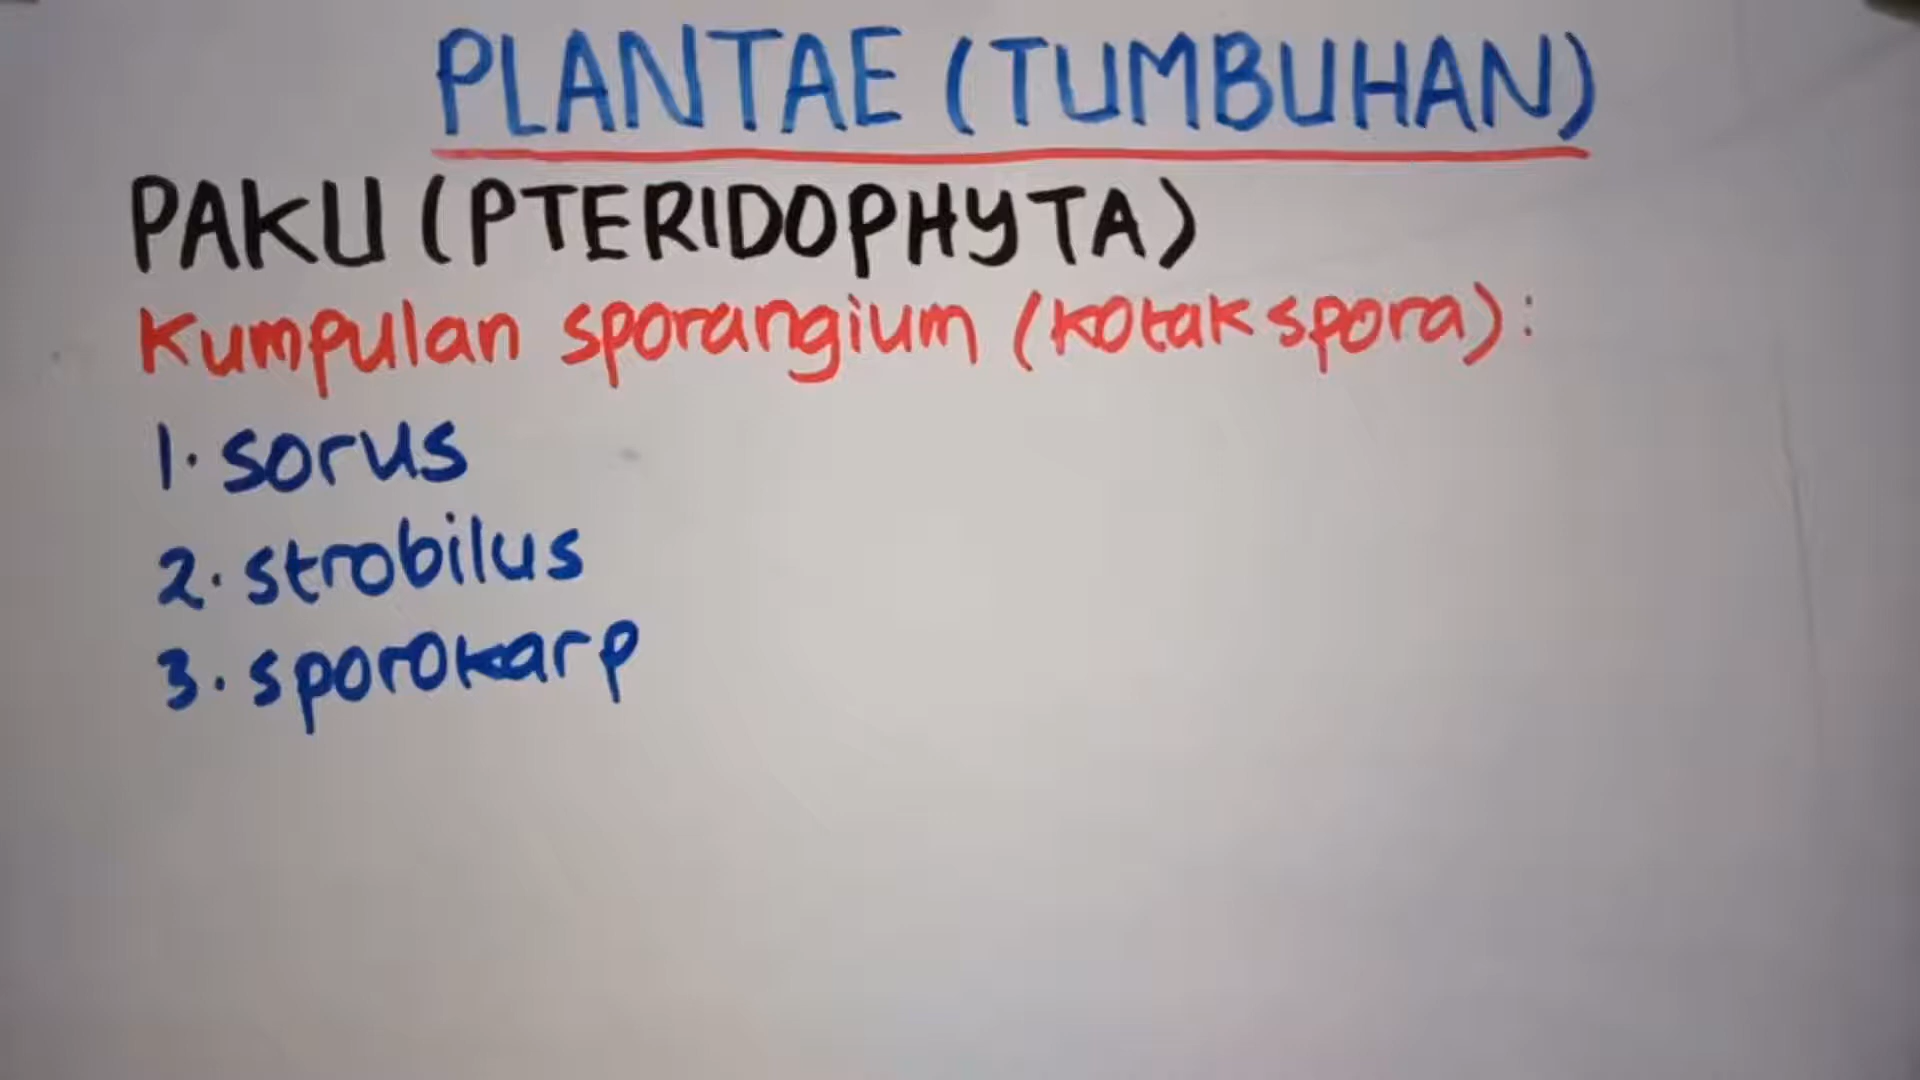 PLANTAE (TUMBUHAN)
PAKU (PTERIDOPHYTA)
Kumpulan sporangium (kotak spora) :
1. sorus
2. strobilus
3. sporokarp